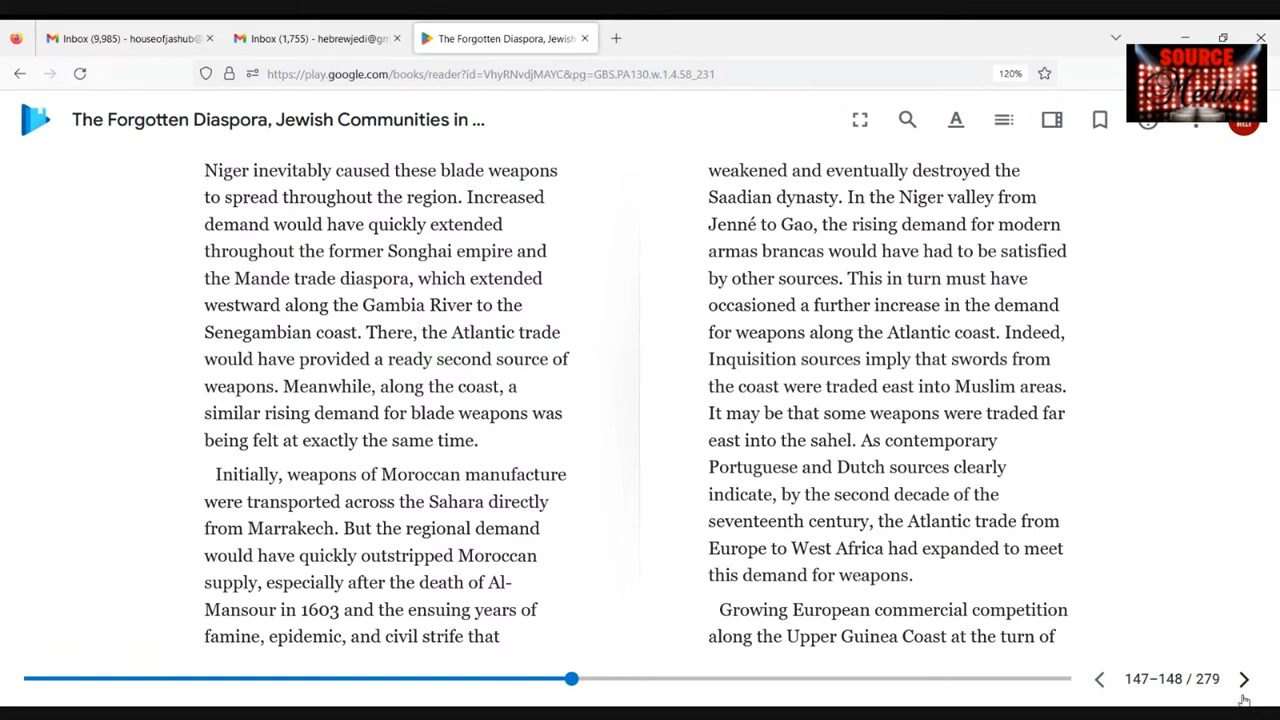 Inbox (9,985) - houseofjashub@
Inbox (1,755) - hebrewjedi@gm
The Forgotten Diaspora, Jewish
https://play.google.com/books/reader?id=VhyRNvdjMAYC&pg=GBS.PA130.w.1.4.58_231
120%
SOURCE
Media
The Forgotten Diaspora, Jewish Communities in ...
Niger inevitably caused these blade weapons
to spread throughout the region. Increased
demand would have quickly extended
throughout the former Songhai empire and
the Mande trade diaspora, which extended
westward along the Gambia River to the
Senegambian coast. There, the Atlantic trade
would have provided a ready second source of
weapons. Meanwhile, along the coast, a
similar rising demand for blade weapons was
being felt at exactly the same time.
Initially, weapons of Moroccan manufacture
were transported across the Sahara directly
from Marrakech. But the regional demand
would have quickly outstripped Moroccan
supply, especially after the death of Al-
Mansour in 1603 and the ensuing years of
famine, epidemic, and civil strife that
weakened and eventually destroyed the
Saadian dynasty. In the Niger valley from
Jenné to Gao, the rising demand for modern
armas brancas would have had to be satisfied
by other sources. This in turn must have
occasioned a further increase in the demand
for weapons along the Atlantic coast. Indeed,
Inquisition sources imply that swords from
the coast were traded east into Muslim areas.
It may be that some weapons were traded far
east into the sahel. As contemporary
Portuguese and Dutch sources clearly
indicate, by the second decade of the
seventeenth century, the Atlantic trade from
Europe to West Africa had expanded to meet
this demand for weapons.
Growing European commercial competition
along the Upper Guinea Coast at the turn of
147–148 / 279